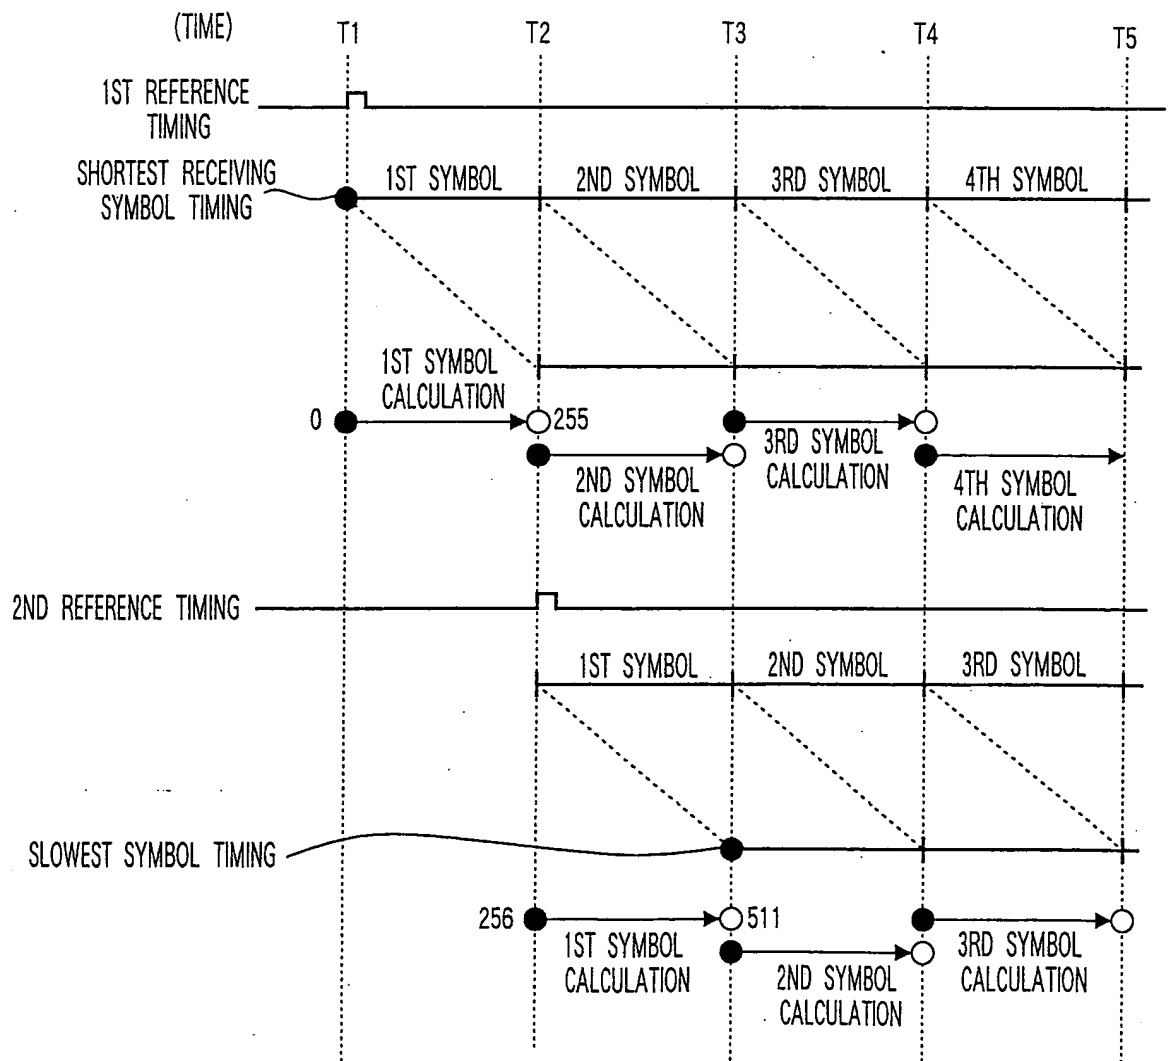 (TIME) T1 T2 T3 T4 T5
1ST REFERENCE
TIMING
SHORTEST RECEIVING
SYMBOL TIMING
1ST SYMBOL 2ND SYMBOL 3RD SYMBOL 4TH SYMBOL
1ST SYMBOL
CALCULATION
0 255
3RD SYMBOL
CALCULATION
2ND SYMBOL
CALCULATION
4TH SYMBOL
CALCULATION
2ND REFERENCE TIMING
1ST SYMBOL 2ND SYMBOL 3RD SYMBOL
SLOWEST SYMBOL TIMING
256 511
1ST SYMBOL
CALCULATION
2ND SYMBOL
CALCULATION
3RD SYMBOL
CALCULATION